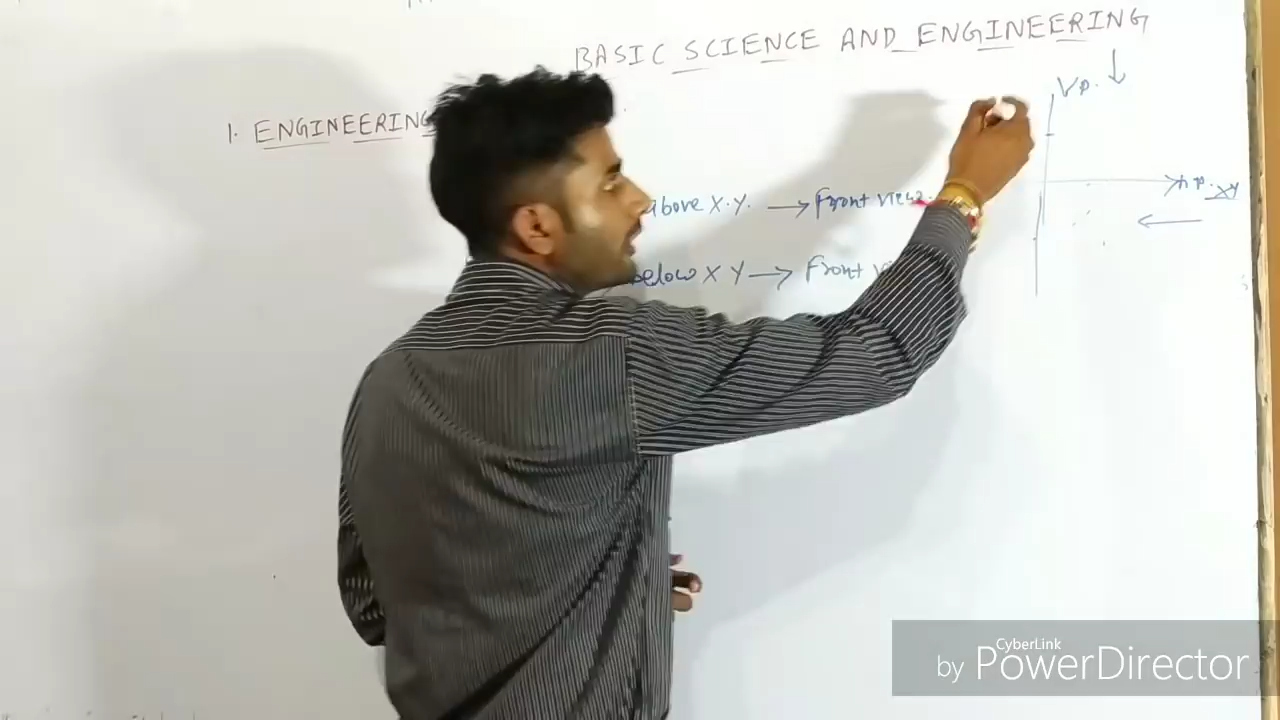 BASIC SCIENCE AND ENGINEERING
V.P.
1. ENGINEERING
h.P. XY
above X.Y. → Front view
below X Y → Front
CyberLink
by PowerDirector